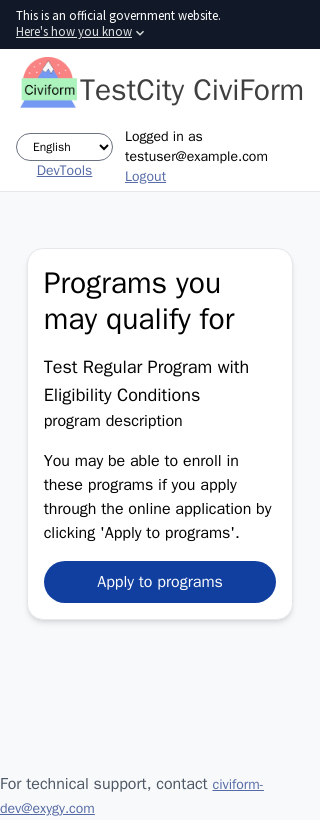 This is an official government website.
Here's how you know
Civiform
TestCity CiviForm
English
DevTools
Logged in as
testuser@example.com
Logout
Programs you
may qualify for
Test Regular Program with
Eligibility Conditions
program description
You may be able to enroll in
these programs if you apply
through the online application by
clicking 'Apply to programs'.
Apply to programs
For technical support, contact civiform-
dev@exygy.com